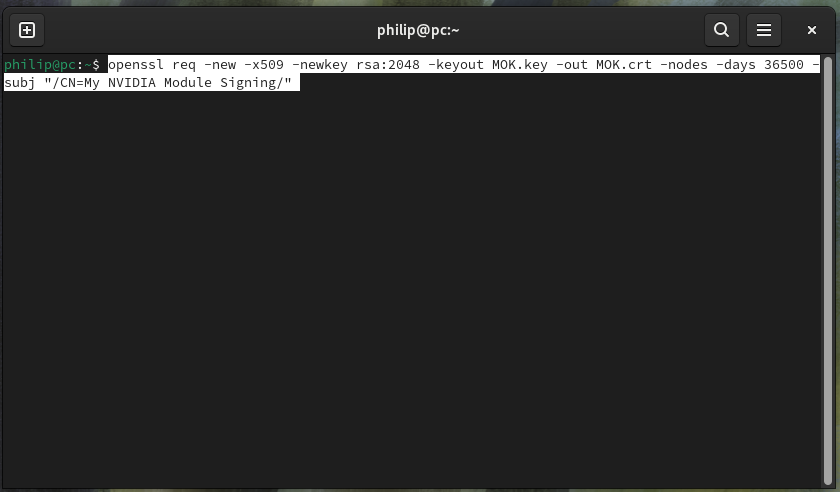 philip@pc:~
philip@pc:~$ openssl req -new -x509 -newkey rsa:2048 -keyout MOK.key -out MOK.crt -nodes -days 36500 -
subj "/CN=My NVIDIA Module Signing/"